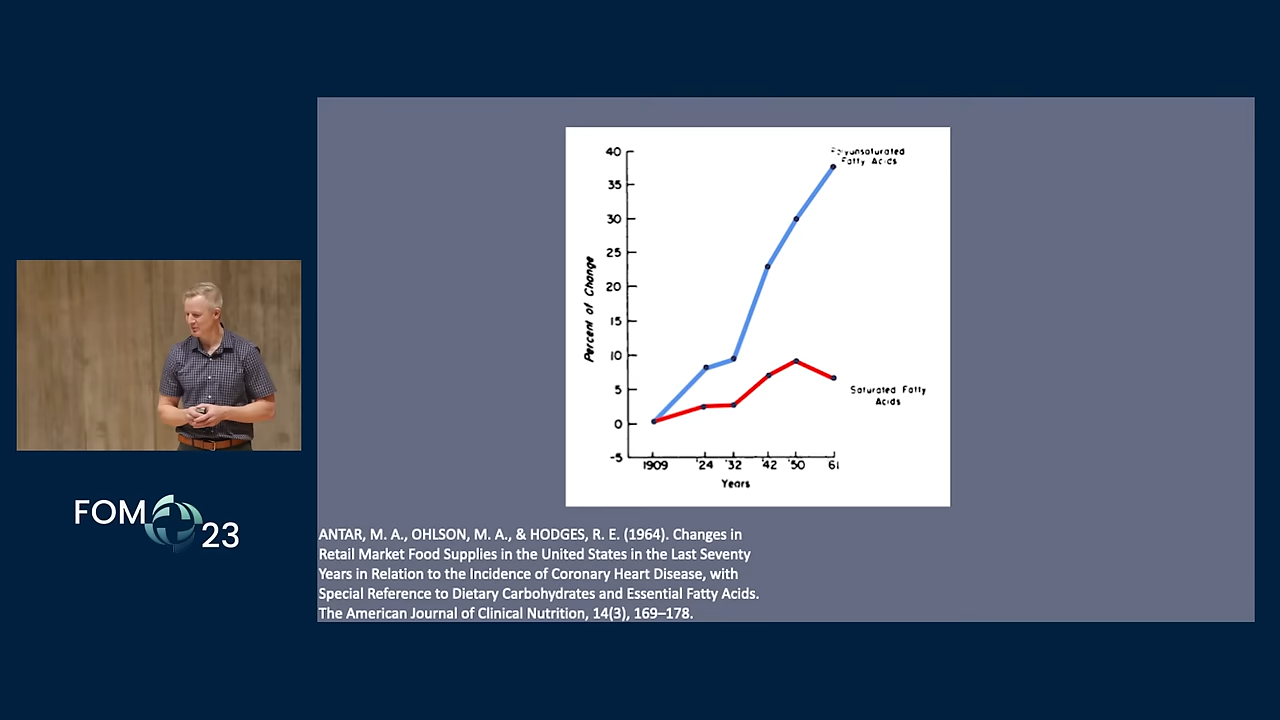 40
35
30
25
20
15
10
5
0
-5
Percent of Change
Polyunsaturated
Fatty Acids
Saturated Fatty
Acids
1909 '24 '32 '42 '50 61
Years
ANTAR, M. A., OHLSON, M. A., & HODGES, R. E. (1964). Changes in
Retail Market Food Supplies in the United States in the Last Seventy
Years in Relation to the Incidence of Coronary Heart Disease, with
Special Reference to Dietary Carbohydrates and Essential Fatty Acids.
The American Journal of Clinical Nutrition, 14(3), 169–178.
FOM 23